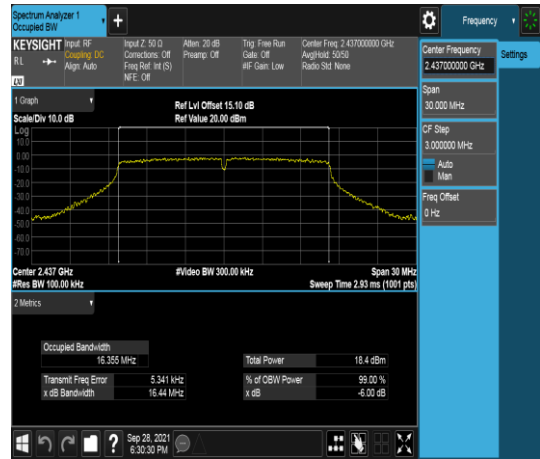 Spectrum Analyzer 1
Occupied BW
+
Frequency
KEYSIGHT Input: RF
R L Coupling: DC
Align: Auto
LXI
Input Z: 50 Ω
Corrections: Off
Freq Ref: Int (S)
NFE: Off
Atten: 20 dB
Preamp: Off
Trig: Free Run
Gate: Off
#IF Gain: Low
Center Freq: 2.437000000 GHz
Avg|Hold: 50/50
Radio Std: None
Center Frequency
2.437000000 GHz
Settings
Span
30.000 MHz
CF Step
3.000000 MHz
Auto
Man
Freq Offset
0 Hz
1 Graph
Scale/Div 10.0 dB
Ref Lvl Offset 15.10 dB
Ref Value 20.00 dBm
Log
10.0
0.00
-10.0
-20.0
-30.0
-40.0
-50.0
-60.0
-70.0
Center 2.437 GHz
#Res BW 100.00 kHz
#Video BW 300.00 kHz
Span 30 MHz
Sweep Time 2.93 ms (1001 pts)
2 Metrics
Occupied Bandwidth
16.355 MHz
Total Power 18.4 dBm
Transmit Freq Error 5.341 kHz
% of OBW Power 99.00 %
x dB Bandwidth 16.44 MHz
x dB -6.00 dB
?
Sep 28, 2021
6:30:30 PM